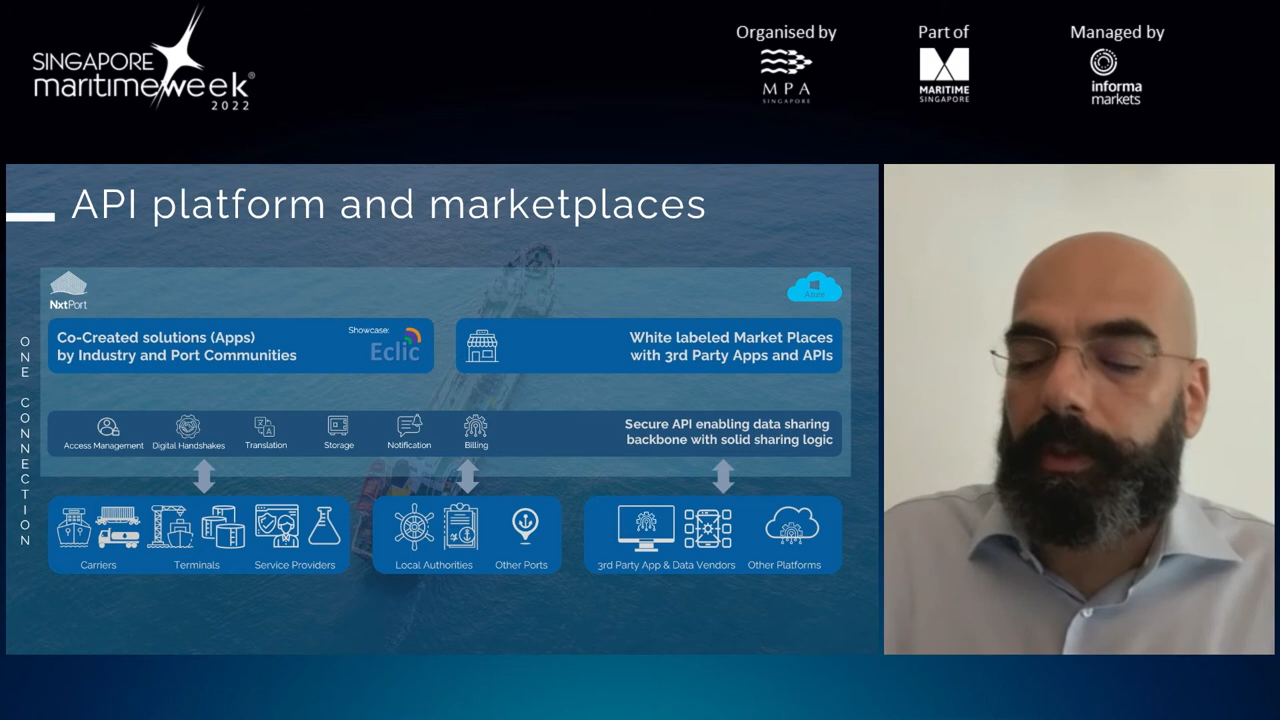 SINGAPORE
maritimeweek®
2022
Organised by
MPA
SINGAPORE
Part of
MARITIME
SINGAPORE
Managed by
informa
markets
API platform and marketplaces
ONE CONNECTION
NxtPort
Azure
Co-Created solutions (Apps)
by Industry and Port Communities
Showcase:
Eclic
White labeled Market Places
with 3rd Party Apps and APIs
Access Management
Digital Handshakes
Translation
Storage
Notification
Billing
Secure API enabling data sharing
backbone with solid sharing logic
Carriers
Terminals
Service Providers
Local Authorities
Other Ports
3rd Party App & Data Vendors
Other Platforms